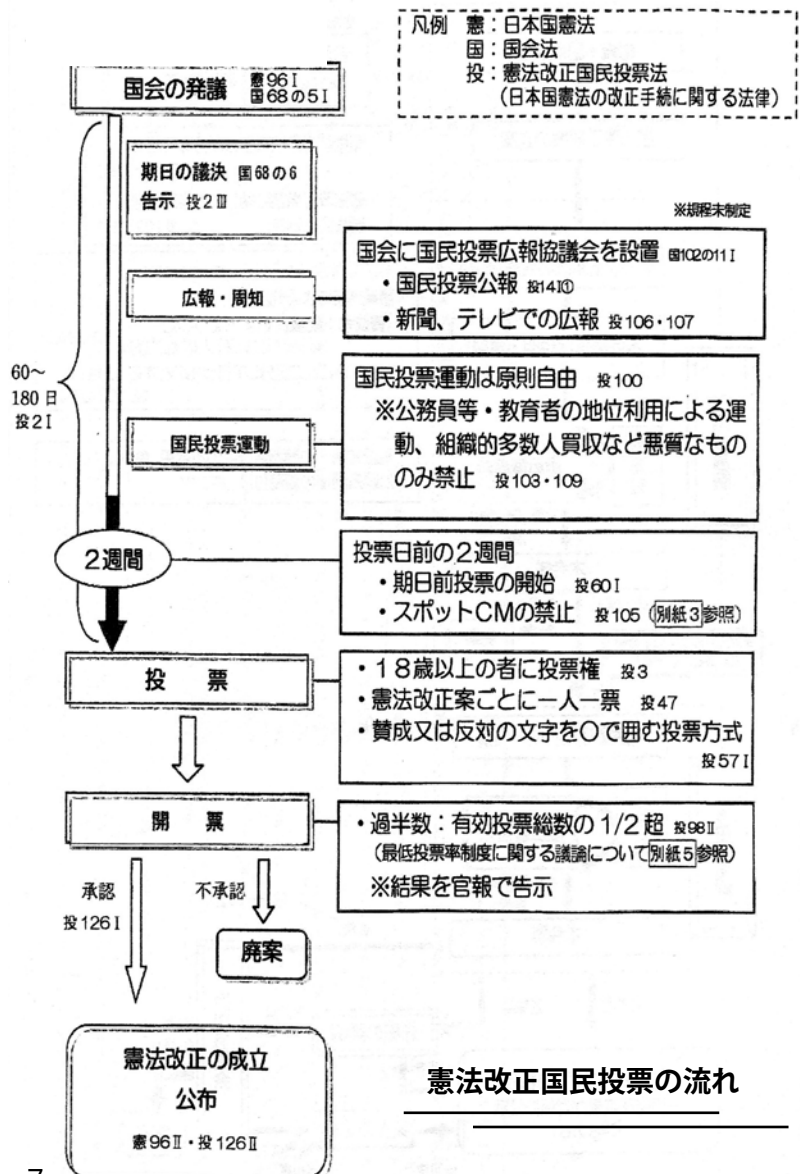 凡例 憲：日本国憲法
国：国会法
投：憲法改正国民投票法
（日本国憲法の改正手続に関する法律）
国会の発議 憲96Ⅰ
国68の5Ⅰ
期日の議決 国68の6
告示 投2Ⅲ
※規程未制定
国会に国民投票広報協議会を設置 国102の11Ⅰ
・国民投票公報 投14Ⅰ①
・新聞、テレビでの広報 投106・107
広報・周知
60～
180日
投2Ⅰ
国民投票運動は原則自由 投100
※公務員等・教育者の地位利用による運
動、組織的多数人買収など悪質なもの
のみ禁止 投103・109
国民投票運動
2週間
投票日前の2週間
・期日前投票の開始 投60Ⅰ
・スポットCMの禁止 投105（別紙3参照）
投 票
・18歳以上の者に投票権 投3
・憲法改正案ごとに一人一票 投47
・賛成又は反対の文字を○で囲む投票方式
投57Ⅰ
開 票
・過半数：有効投票総数の1/2超 投98Ⅱ
（最低投票率制度に関する議論について別紙5参照）
※結果を官報で告示
承認
投126Ⅰ
不承認
廃案
憲法改正の成立
公布
憲96Ⅱ・投126Ⅱ
憲法改正国民投票の流れ